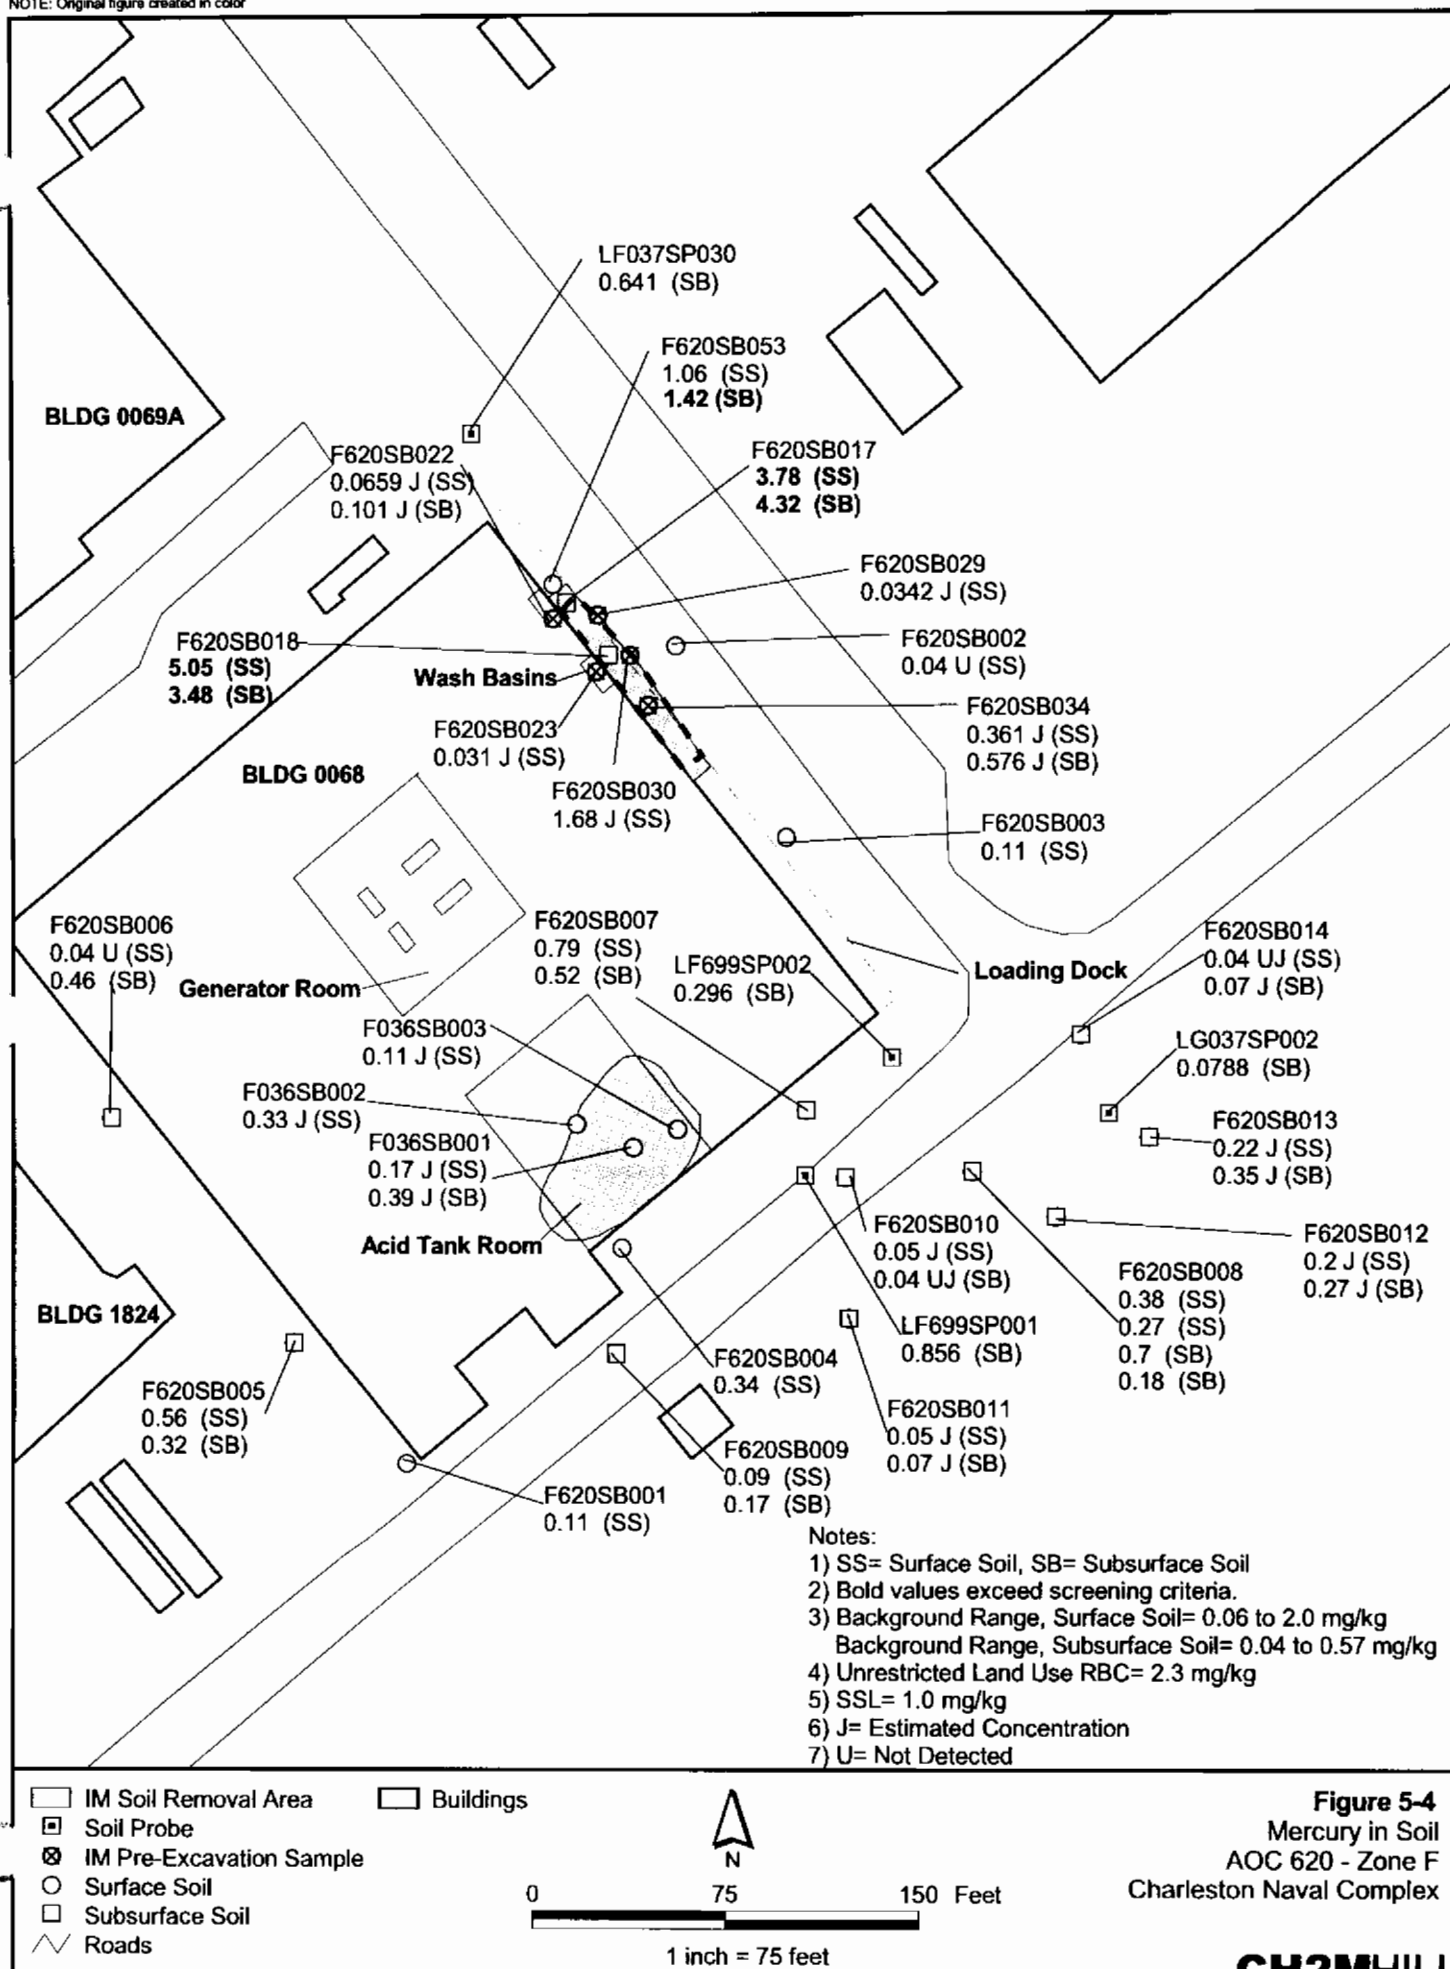 NOTE: Original figure created in color
LF037SP030
0.641 (SB)
F620SB053
1.06 (SS)
1.42 (SB)
BLDG 0069A
F620SB022
0.0659 J (SS)
0.101 J (SB)
F620SB017
3.78 (SS)
4.32 (SB)
F620SB029
0.0342 J (SS)
F620SB018
5.05 (SS)
3.48 (SB)
F620SB002
0.04 U (SS)
Wash Basins
F620SB023
0.031 J (SS)
F620SB034
0.361 J (SS)
0.576 J (SB)
BLDG 0068
F620SB030
1.68 J (SS)
F620SB003
0.11 (SS)
F620SB006
0.04 U (SS)
0.46 (SB)
Generator Room
F620SB007
0.79 (SS)
0.52 (SB)
LF699SP002
0.296 (SB)
Loading Dock
F620SB014
0.04 UJ (SS)
0.07 J (SB)
F036SB003
0.11 J (SS)
LG037SP002
0.0788 (SB)
F036SB002
0.33 J (SS)
F620SB013
0.22 J (SS)
0.35 J (SB)
F036SB001
0.17 J (SS)
0.39 J (SB)
Acid Tank Room
F620SB010
0.05 J (SS)
0.04 UJ (SB)
F620SB012
0.2 J (SS)
0.27 J (SB)
F620SB008
0.38 (SS)
0.27 (SS)
0.7 (SB)
0.18 (SB)
BLDG 1824
LF699SP001
0.856 (SB)
F620SB004
0.34 (SS)
F620SB005
0.56 (SS)
0.32 (SB)
F620SB011
0.05 J (SS)
0.07 J (SB)
F620SB009
0.09 (SS)
0.17 (SB)
F620SB001
0.11 (SS)
Notes:
1) SS= Surface Soil, SB= Subsurface Soil
2) Bold values exceed screening criteria.
3) Background Range, Surface Soil= 0.06 to 2.0 mg/kg
Background Range, Subsurface Soil= 0.04 to 0.57 mg/kg
4) Unrestricted Land Use RBC= 2.3 mg/kg
5) SSL= 1.0 mg/kg
6) J= Estimated Concentration
7) U= Not Detected
IM Soil Removal Area
Buildings
Soil Probe
IM Pre-Excavation Sample
Surface Soil
Subsurface Soil
Roads
N
0 75 150 Feet
1 inch = 75 feet
Figure 5-4
Mercury in Soil
AOC 620 - Zone F
Charleston Naval Complex